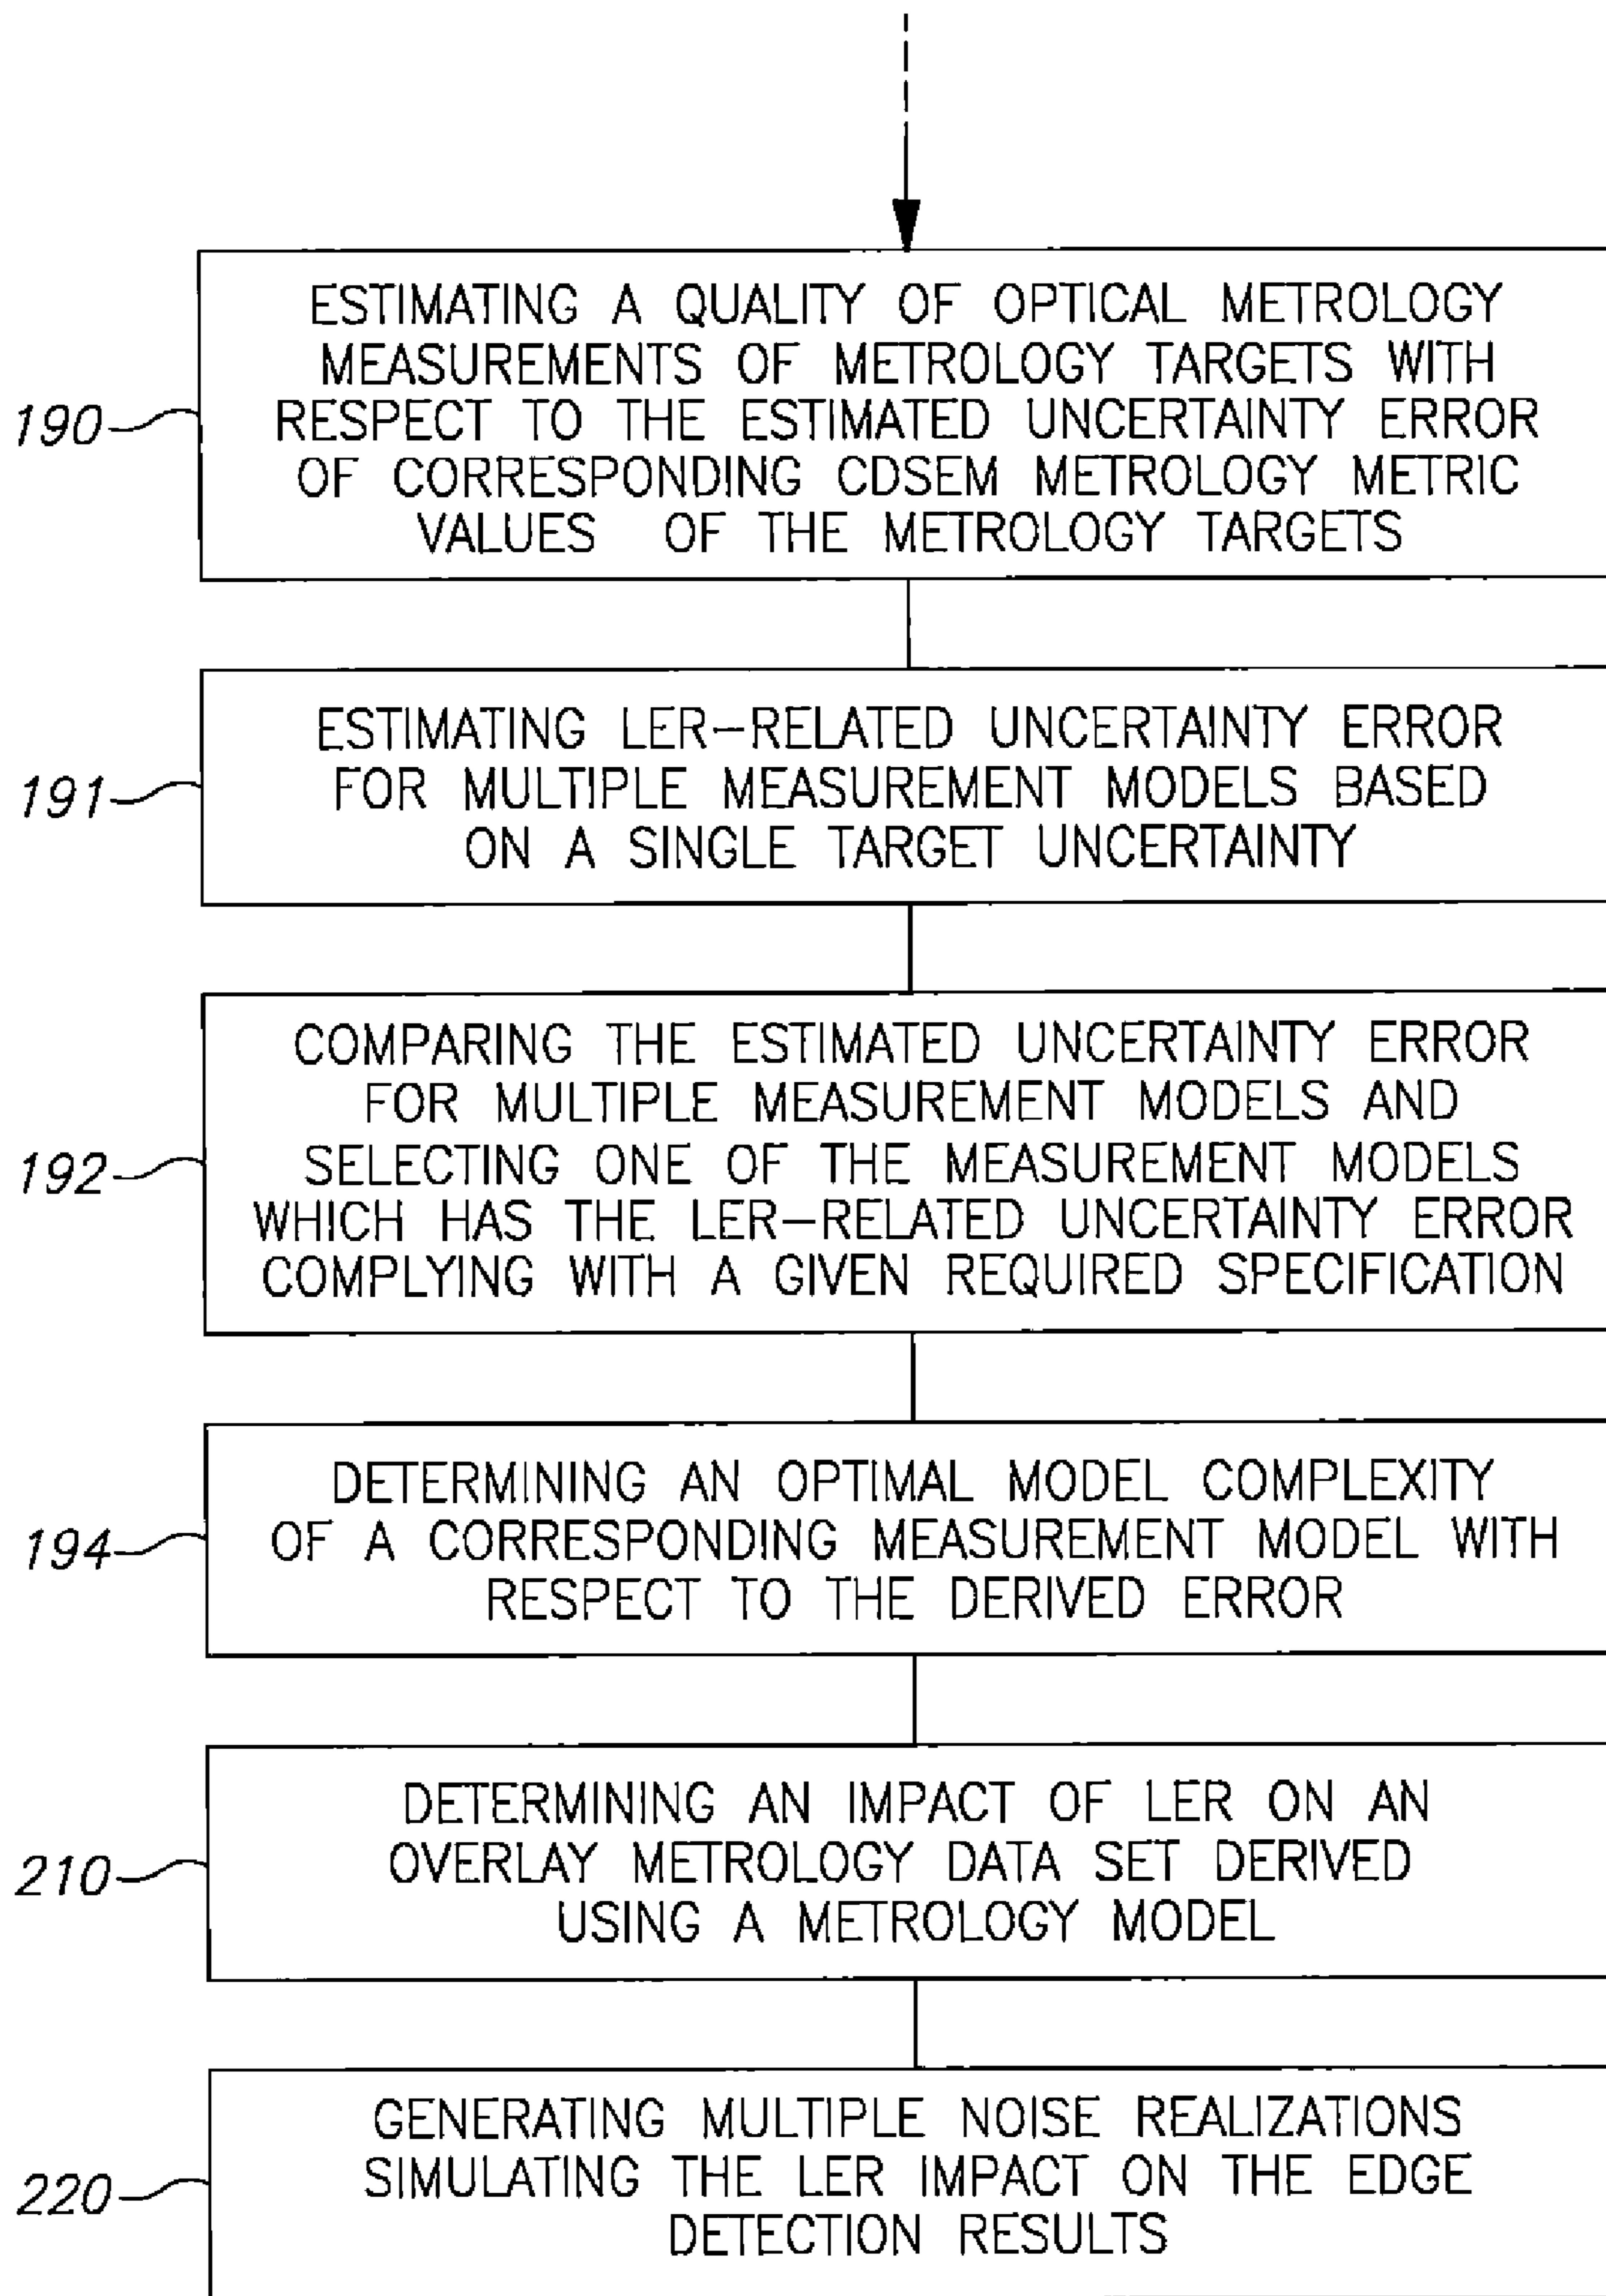 ESTIMATING A QUALITY OF OPTICAL METROLOGY
MEASUREMENTS OF METROLOGY TARGETS WITH
190 RESPECT TO THE ESTIMATED UNCERTAINTY ERROR
OF CORRESPONDING CDSEM METROLOGY METRIC
VALUES OF THE METROLOGY TARGETS
ESTIMATING LER-RELATED UNCERTAINTY ERROR
191 FOR MULTIPLE MEASUREMENT MODELS BASED
ON A SINGLE TARGET UNCERTAINTY
COMPARING THE ESTIMATED UNCERTAINTY ERROR
FOR MULTIPLE MEASUREMENT MODELS AND
192 SELECTING ONE OF THE MEASUREMENT MODELS
WHICH HAS THE LER-RELATED UNCERTAINTY ERROR
COMPLYING WITH A GIVEN REQUIRED SPECIFICATION
DETERMINING AN OPTIMAL MODEL COMPLEXITY
194 OF A CORRESPONDING MEASUREMENT MODEL WITH
RESPECT TO THE DERIVED ERROR
DETERMINING AN IMPACT OF LER ON AN
210 OVERLAY METROLOGY DATA SET DERIVED
USING A METROLOGY MODEL
GENERATING MULTIPLE NOISE REALIZATIONS
220 SIMULATING THE LER IMPACT ON THE EDGE
DETECTION RESULTS